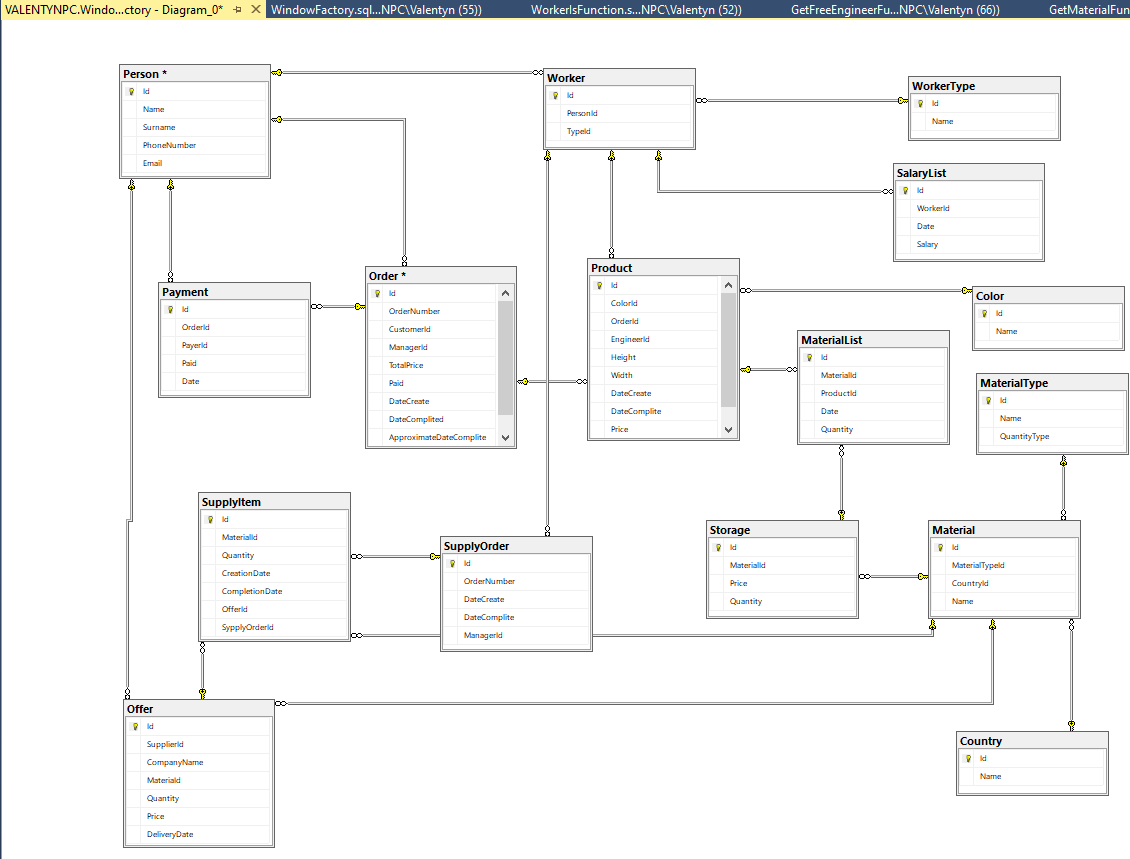 VALENTYNPC.Windo...ctory - Diagram_0*
WindowFactory.sql...NPC\Valentyn (55))
WorkerIsFunction.s...NPC\Valentyn (52))
GetFreeEngineerFu...NPC\Valentyn (66))
GetMaterialFun
Person *
Id
Name
Surname
PhoneNumber
Email
Worker
Id
PersonId
TypeId
WorkerType
Id
Name
SalaryList
Id
WorkerId
Date
Salary
Payment
Id
OrderId
PayerId
Paid
Date
Order *
Id
OrderNumber
CustomerId
ManagerId
TotalPrice
Paid
DateCreate
DateComplited
ApproximateDateComplite
Product
Id
ColorId
OrderId
EngineerId
Height
Width
DateCreate
DateComplite
Price
Color
Id
Name
MaterialList
Id
MaterialId
ProductId
Date
Quantity
MaterialType
Id
Name
QuantityType
SupplyItem
Id
MaterialId
Quantity
CreationDate
CompletionDate
OfferId
SypplyOrderId
SupplyOrder
Id
OrderNumber
DateCreate
DateComplite
ManagerId
Storage
Id
MaterialId
Price
Quantity
Material
Id
MaterialTypeId
CountryId
Name
Offer
Id
SupplierId
CompanyName
MateriaId
Quantity
Price
DeliveryDate
Country
Id
Name